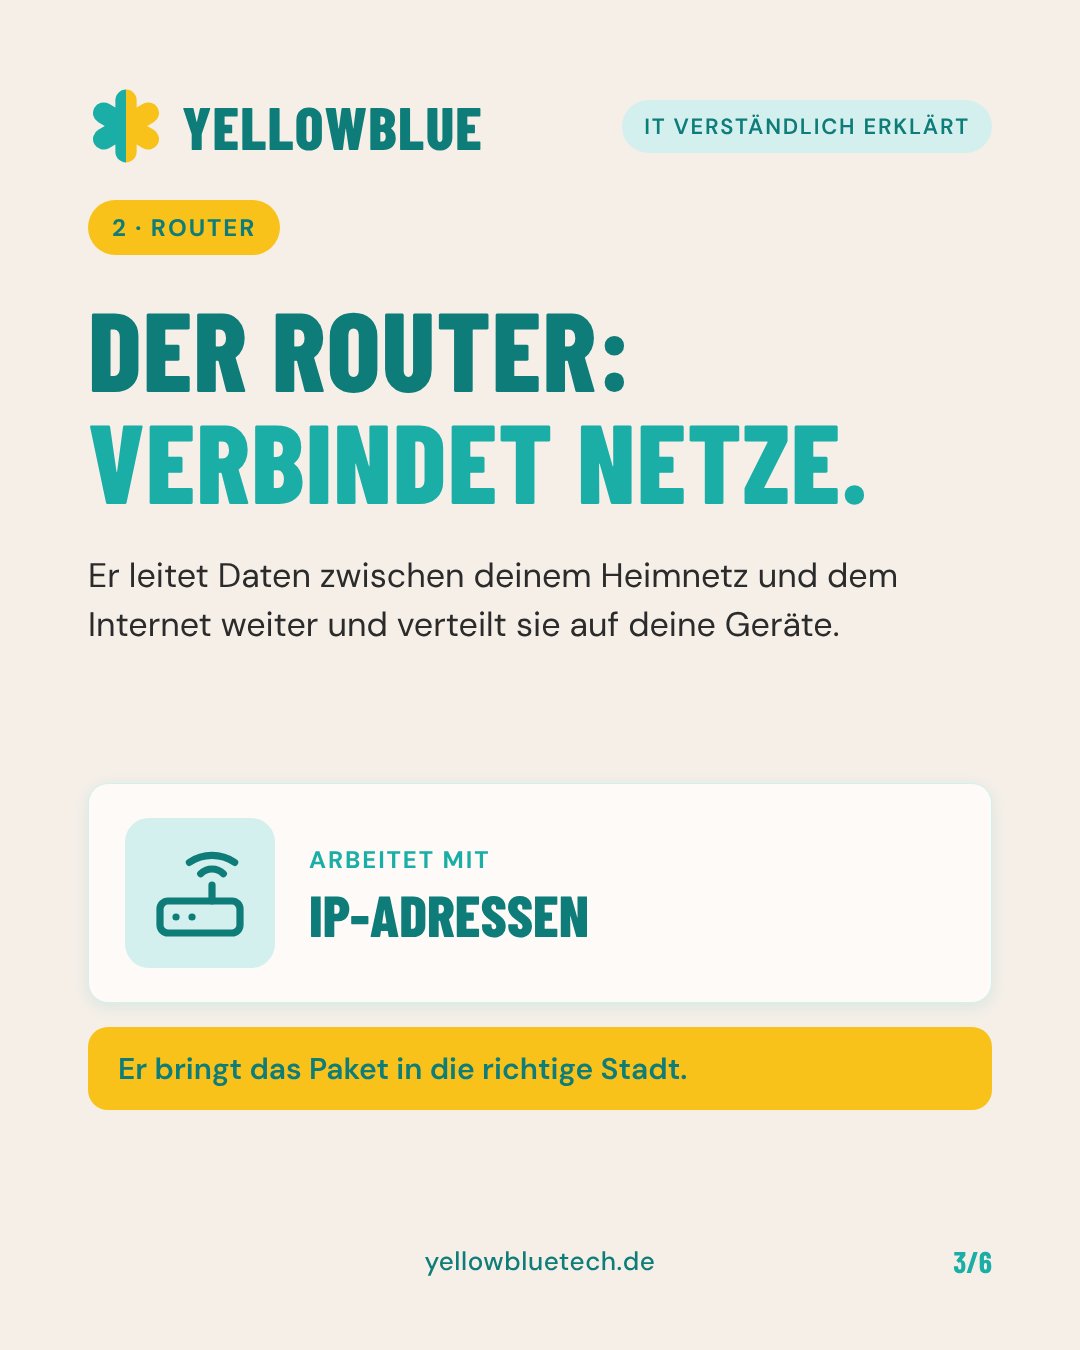 YELLOWBLUE
IT VERSTÄNDLICH ERKLÄRT
2 · ROUTER
DER ROUTER:
VERBINDET NETZE.
Er leitet Daten zwischen deinem Heimnetz und dem
Internet weiter und verteilt sie auf deine Geräte.
ARBEITET MIT
IP-ADRESSEN
Er bringt das Paket in die richtige Stadt.
yellowbluetech.de
3/6